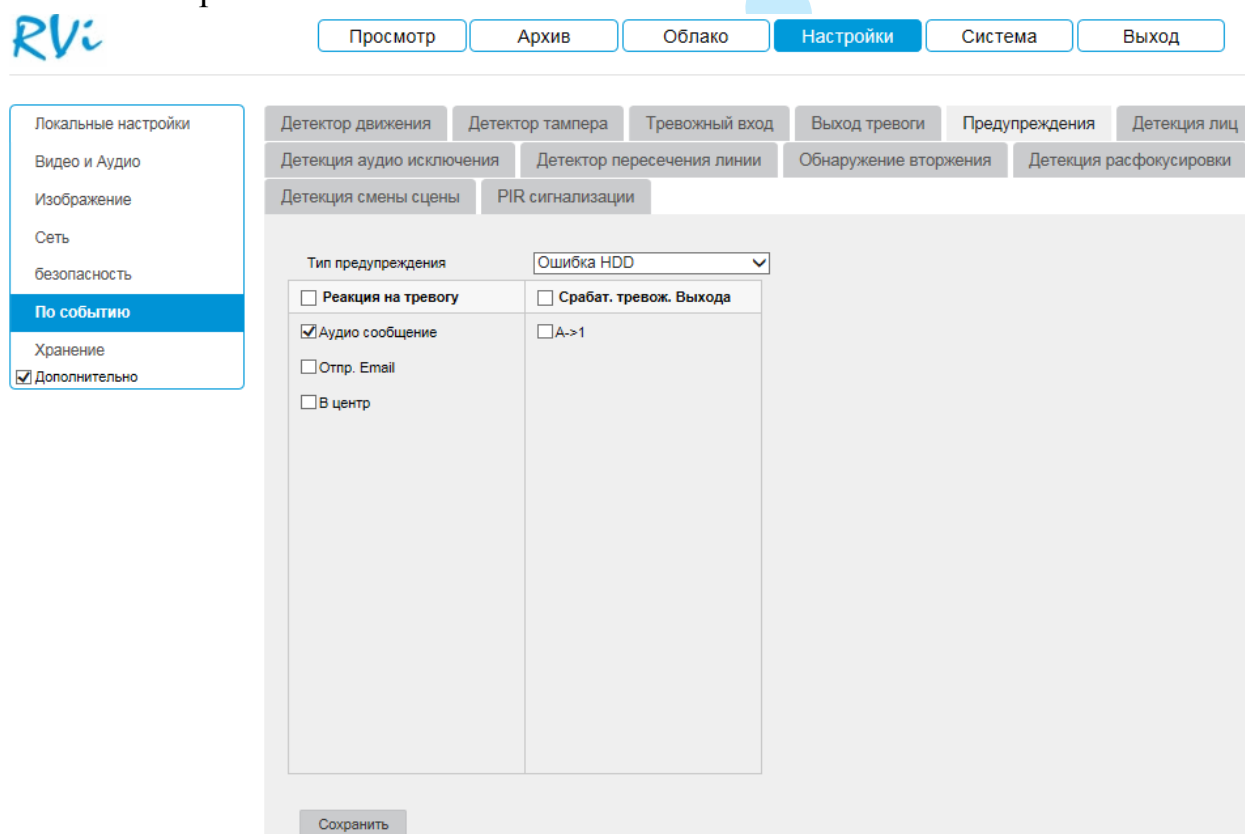 RVi
Просмотр Архив Облако Настройки Система Выход
Локальные настройки
Видео и Аудио
Изображение
Сеть
безопасность
По событию
Хранение
Дополнительно
Детектор движения Детектор тампера Тревожный вход Выход тревоги Предупреждения Детекция лиц
Детекция аудио исключения Детектор пересечения линии Обнаружение вторжения Детекция расфокусировки
Детекция смены сцены PIR сигнализации
Тип предупреждения Ошибка HDD
Реакция на тревогу Срабат. тревож. Выхода
Аудио сообщение A->1
Отпр. Email
В центр
Сохранить